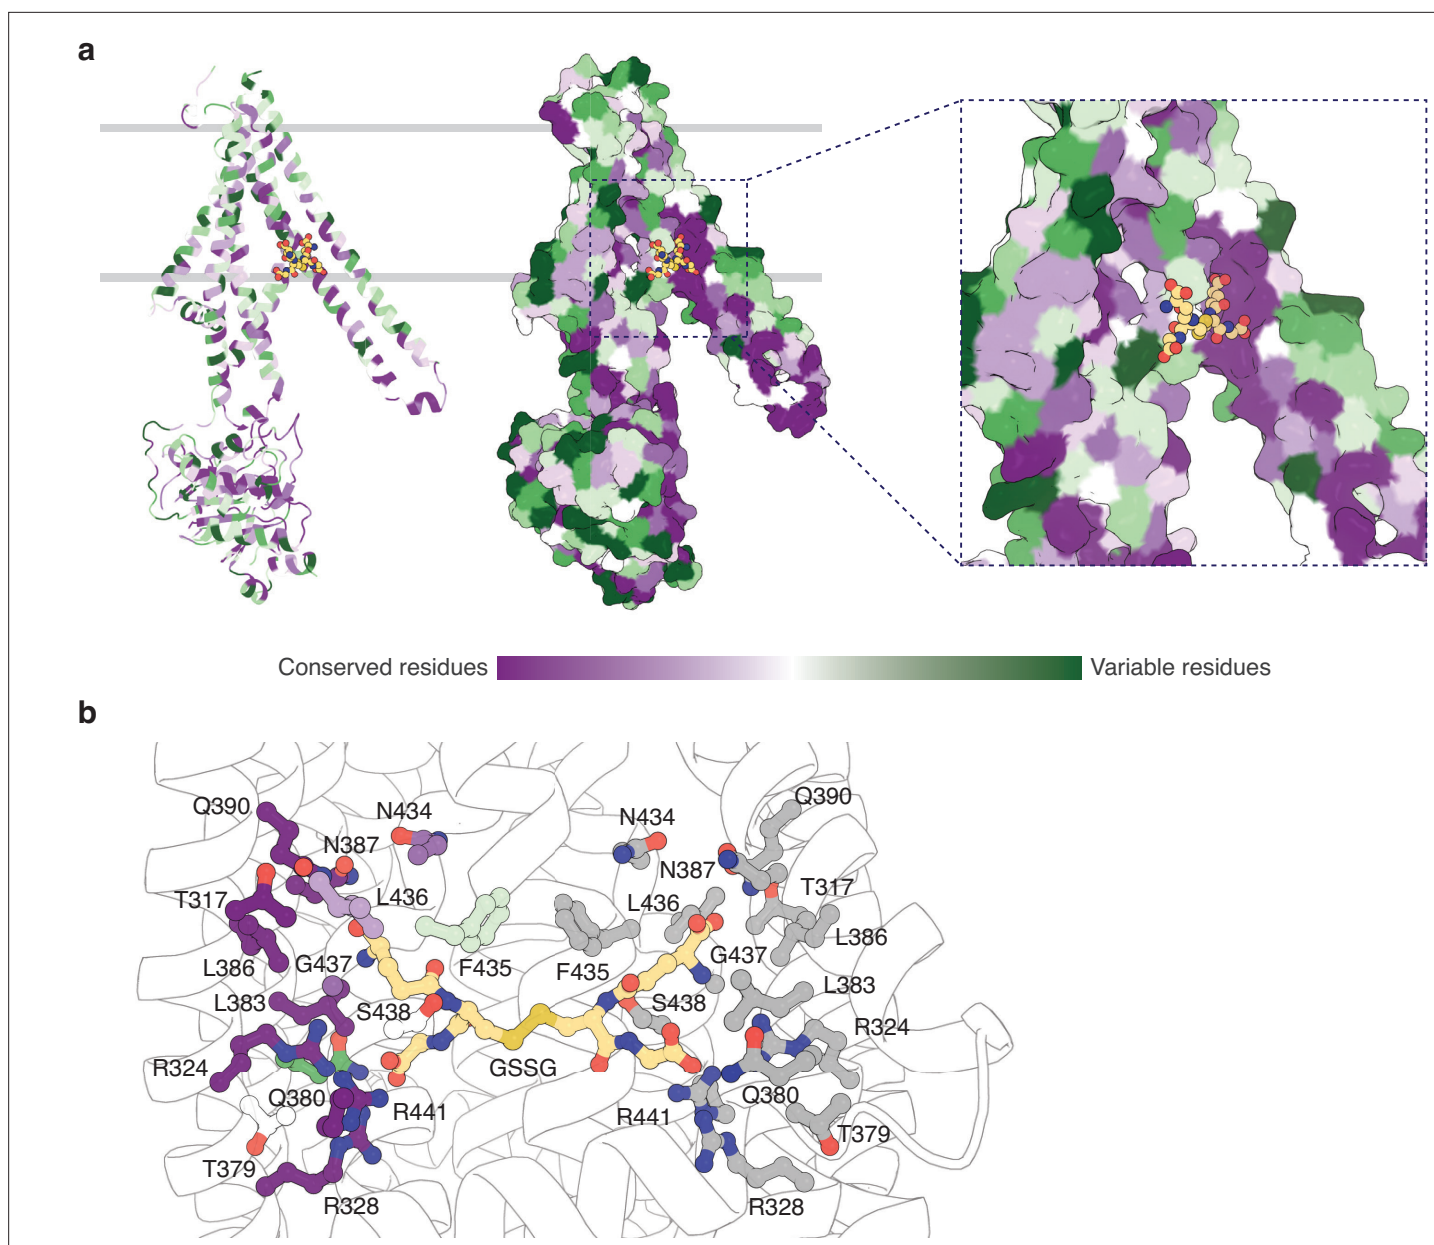 a
Conserved residues
Variable residues
b
Q390
N434
N434
Q390
N387
N387
T317
L436
L436
T317
L386
L386
G437
F435
F435
G437
L383
S438
S438
L383
R324
R324
GSSG
Q380
R441
R441
Q380
T379
T379
R328
R328